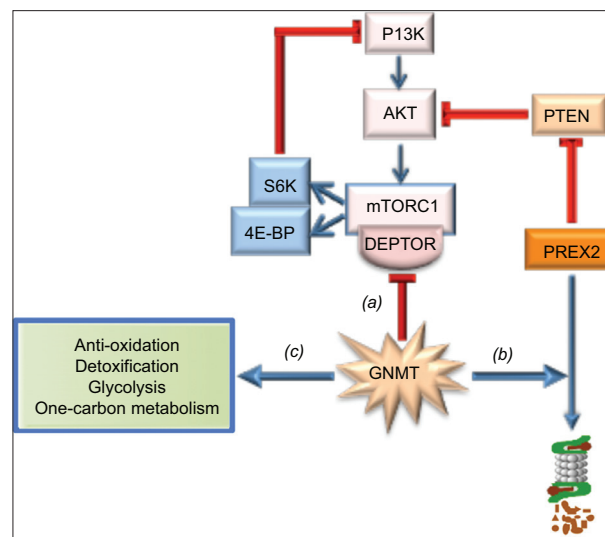 P13K
AKT
PTEN
S6K
mTORC1
4E-BP
DEPTOR
PREX2
(a)
(c)
(b)
Anti-oxidation
Detoxification
Glycolysis
One-carbon metabolism
GNMT